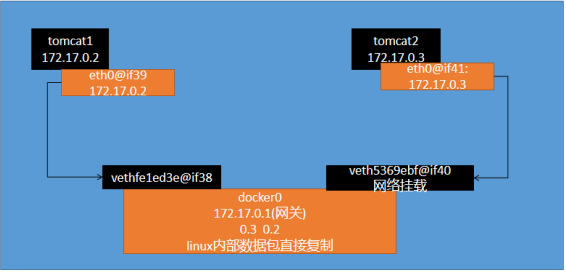 tomcat1
172.17.0.2
eth0@if39
172.17.0.2
tomcat2
172.17.0.3
eth0@if41:
172.17.0.3
vethfe1ed3e@if38
veth5369ebf@if40
网络挂载
docker0
172.17.0.1(网关)
0.3 0.2
linux内部数据包直接复制